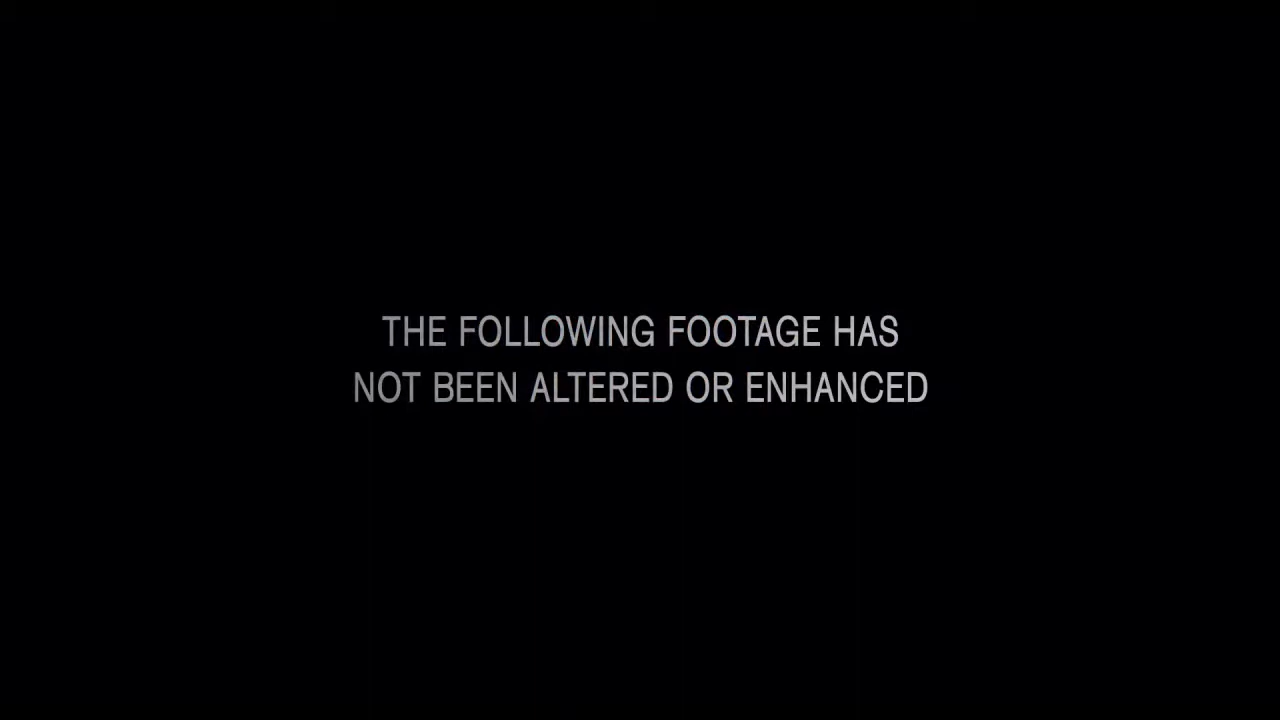 THE FOLLOWING FOOTAGE HAS
NOT BEEN ALTERED OR ENHANCED